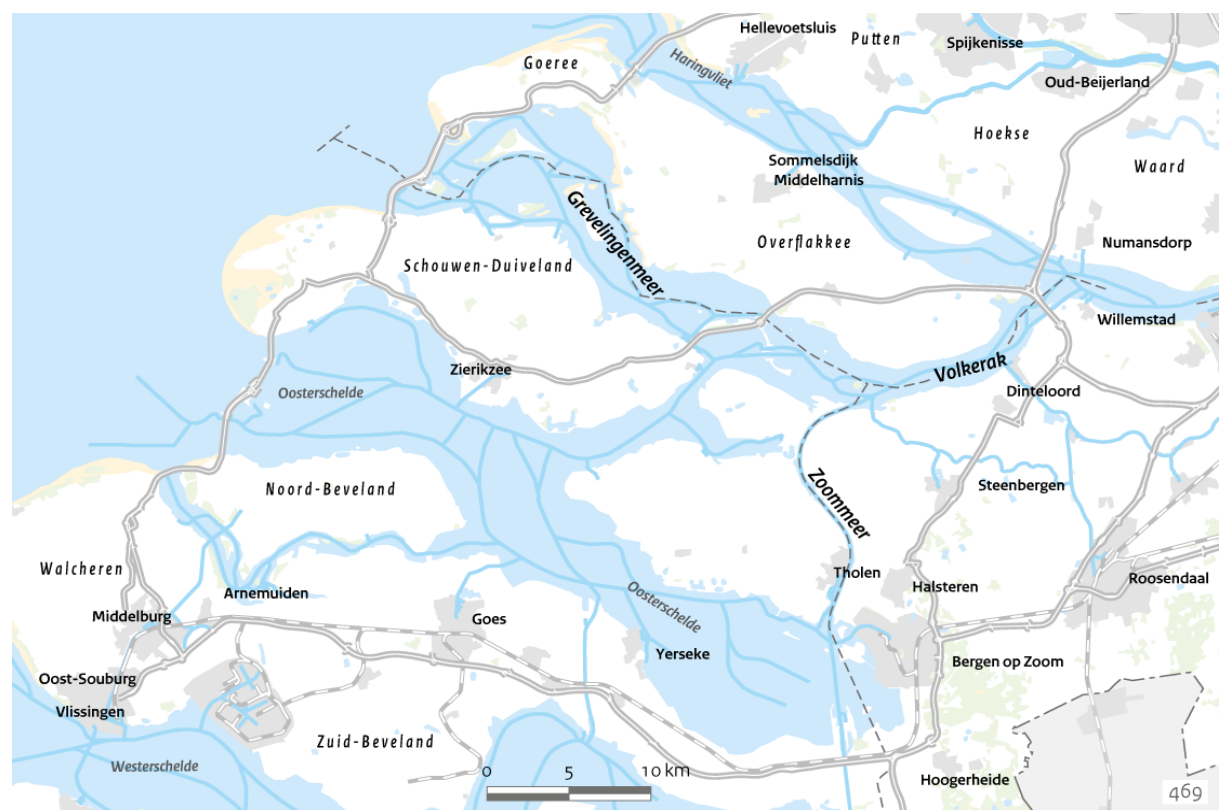 Hellevoetsluis
Putten
Spijkenisse
Goeree
Haringvliet
Oud-Beijerland
Hoekse
Sommelsdijk
Middelharnis
Waard
Grevelingenmeer
Overflakkee
Numansdorp
Schouwen-Duiveland
Willemstad
Zierikzee
Volkerak
Oosterschelde
Dinteloord
Noord-Beveland
Zoommeer
Steenbergen
Walcheren
Tholen
Roosendaal
Arnemuiden
Halsteren
Middelburg
Goes
Oosterschelde
Yerseke
Bergen op Zoom
Oost-Souburg
Vlissingen
Zuid-Beveland
Westerschelde
0 5 10 km
Hoogerheide
469